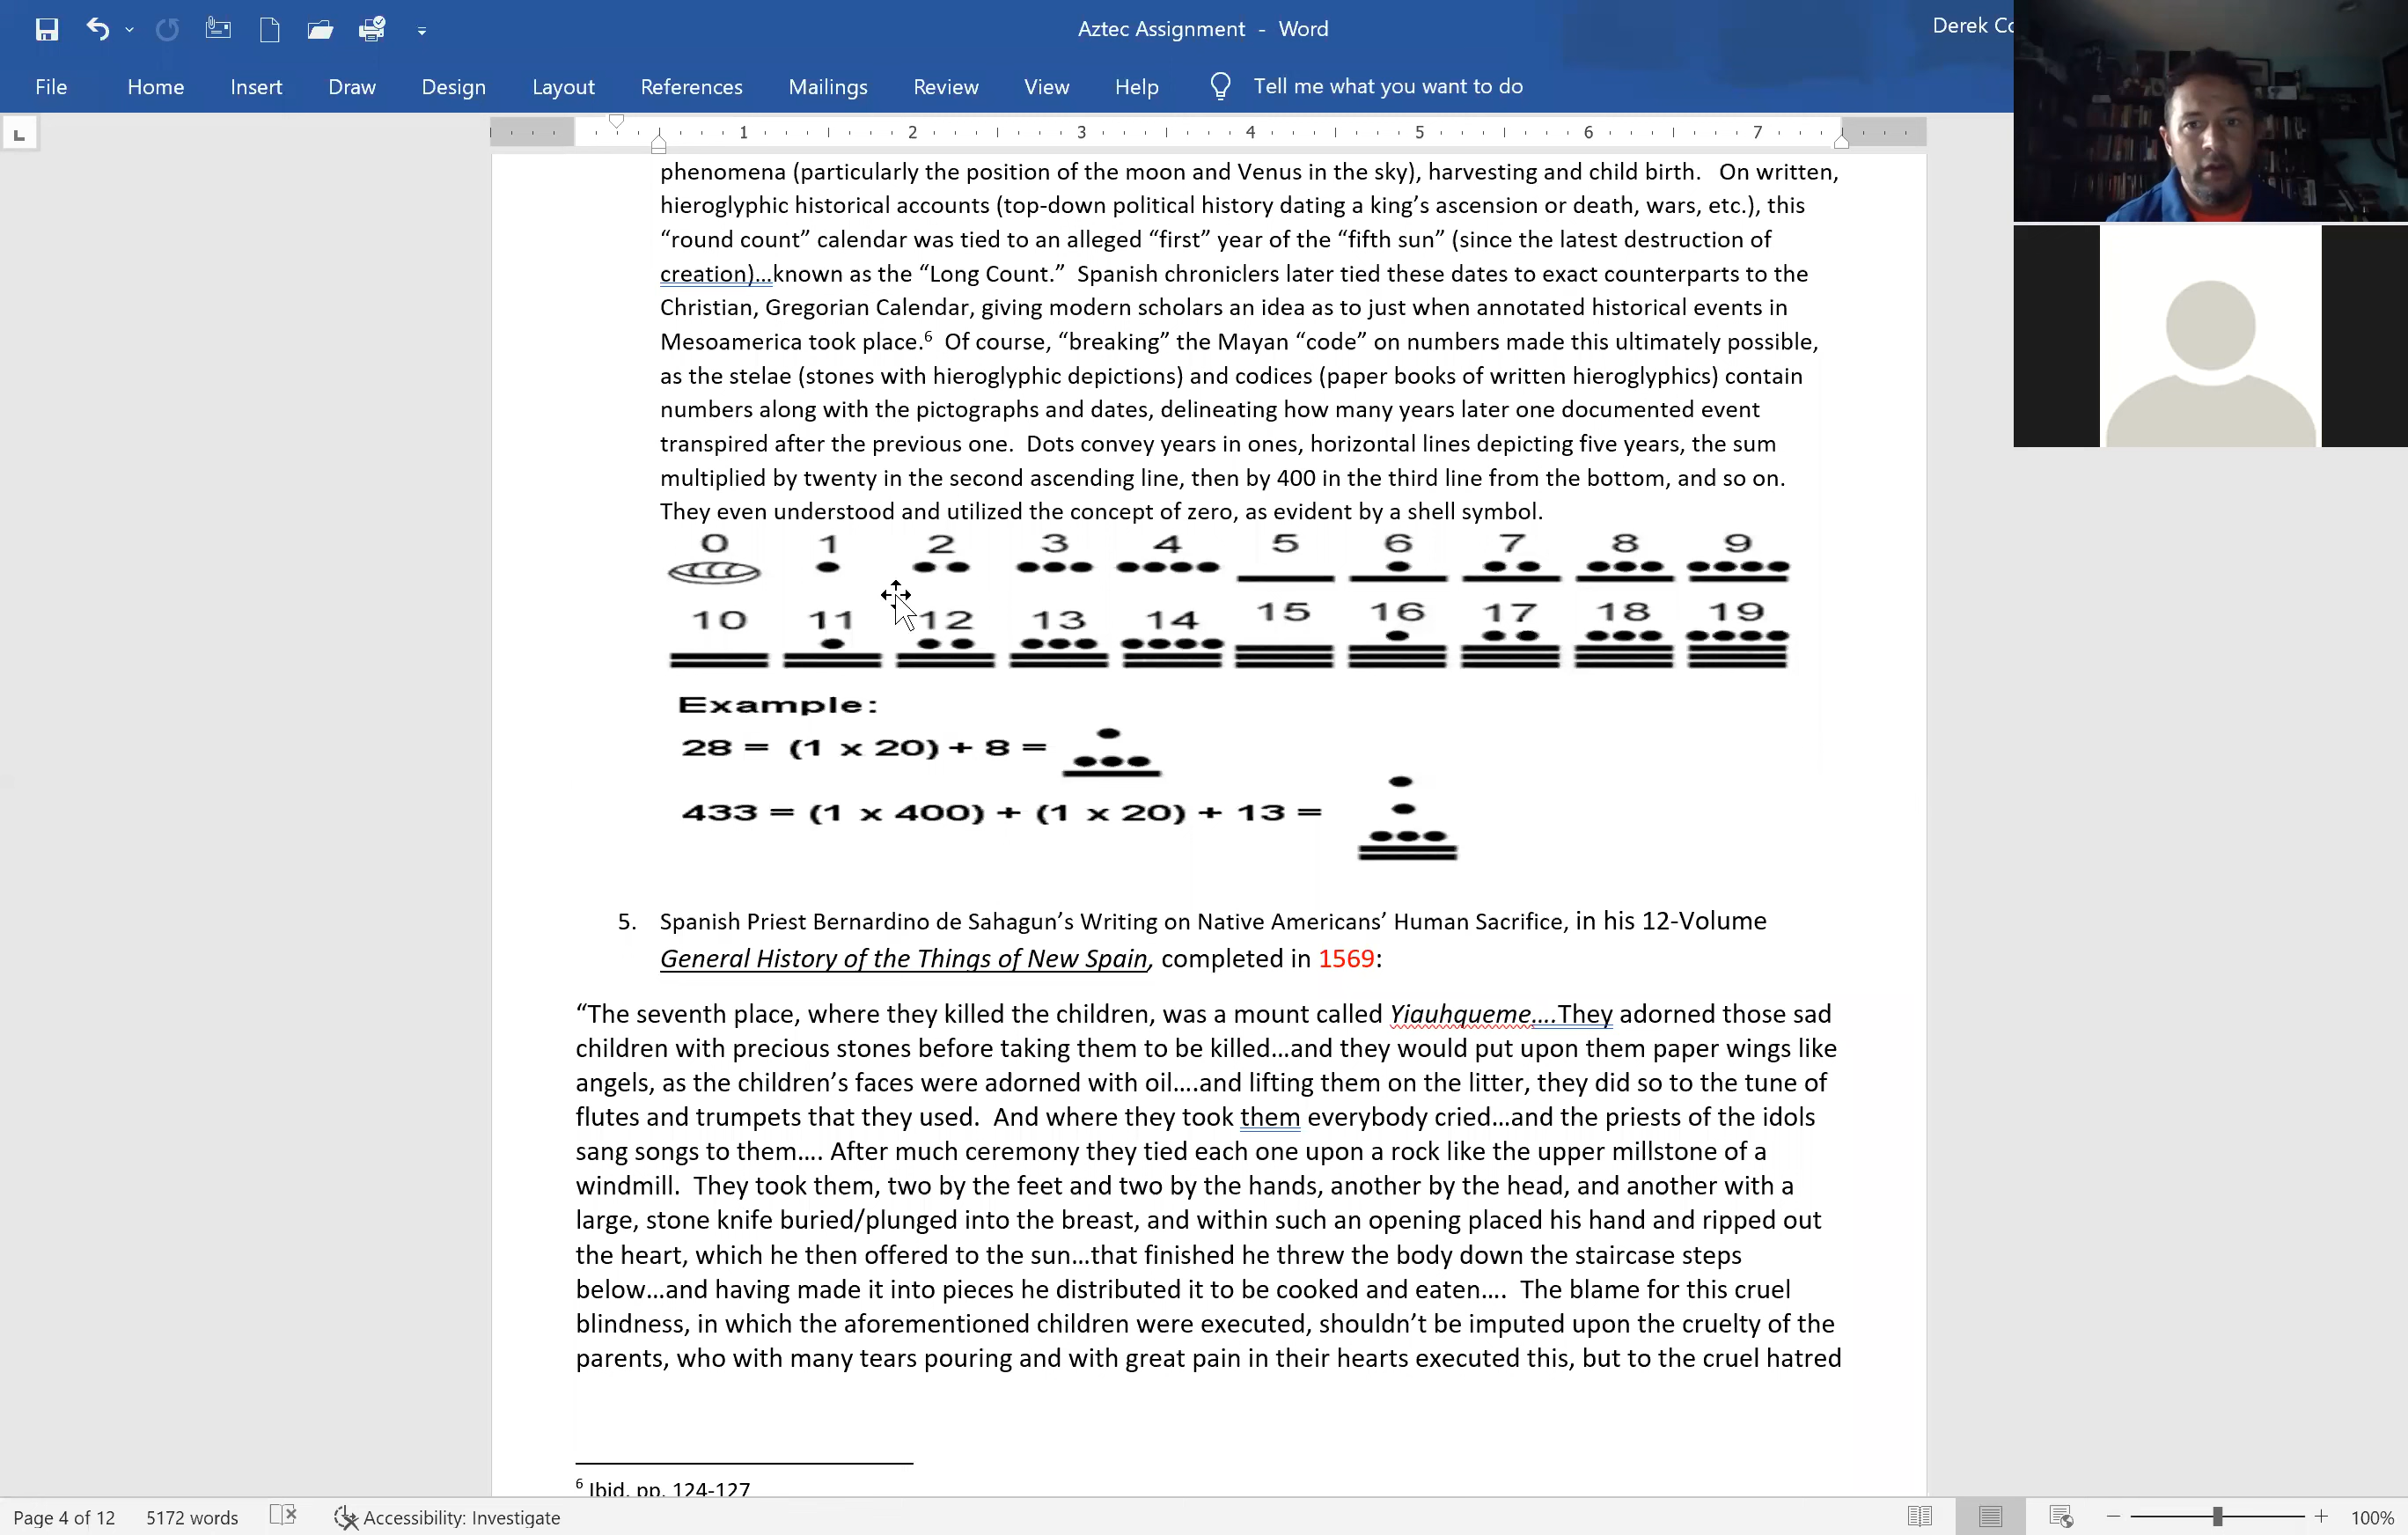 Aztec Assignment - Word
Derek
File Home Insert Draw Design Layout References Mailings Review View Help Tell me what you want to do
1 2 3 4 5 6 7
phenomena (particularly the position of the moon and Venus in the sky), harvesting and child birth. On written,
hieroglyphic historical accounts (top-down political history dating a king’s ascension or death, wars, etc.), this
“round count” calendar was tied to an alleged “first” year of the “fifth sun” (since the latest destruction of
creation)…known as the “Long Count.” Spanish chroniclers later tied these dates to exact counterparts to the
Christian, Gregorian Calendar, giving modern scholars an idea as to just when annotated historical events in
Mesoamerica took place.6 Of course, “breaking” the Mayan “code” on numbers made this ultimately possible,
as the stelae (stones with hieroglyphic depictions) and codices (paper books of written hieroglyphics) contain
numbers along with the pictographs and dates, delineating how many years later one documented event
transpired after the previous one. Dots convey years in ones, horizontal lines depicting five years, the sum
multiplied by twenty in the second ascending line, then by 400 in the third line from the bottom, and so on.
They even understood and utilized the concept of zero, as evident by a shell symbol.
0 1 2 3 4 5 6 7 8 9
10 11 12 13 14 15 16 17 18 19
Example:
28 = (1 x 20) + 8 =
433 = (1 x 400) + (1 x 20) + 13 =
5. Spanish Priest Bernardino de Sahagun’s Writing on Native Americans’ Human Sacrifice, in his 12-Volume
General History of the Things of New Spain, completed in 1569:
“The seventh place, where they killed the children, was a mount called Yiauhqueme….They adorned those sad
children with precious stones before taking them to be killed…and they would put upon them paper wings like
angels, as the children’s faces were adorned with oil….and lifting them on the litter, they did so to the tune of
flutes and trumpets that they used. And where they took them everybody cried…and the priests of the idols
sang songs to them…. After much ceremony they tied each one upon a rock like the upper millstone of a
windmill. They took them, two by the feet and two by the hands, another by the head, and another with a
large, stone knife buried/plunged into the breast, and within such an opening placed his hand and ripped out
the heart, which he then offered to the sun…that finished he threw the body down the staircase steps
below…and having made it into pieces he distributed it to be cooked and eaten…. The blame for this cruel
blindness, in which the aforementioned children were executed, shouldn’t be imputed upon the cruelty of the
parents, who with many tears pouring and with great pain in their hearts executed this, but to the cruel hatred
6 Ibid. pp. 124-127
Page 4 of 12 5172 words Accessibility: Investigate 100%